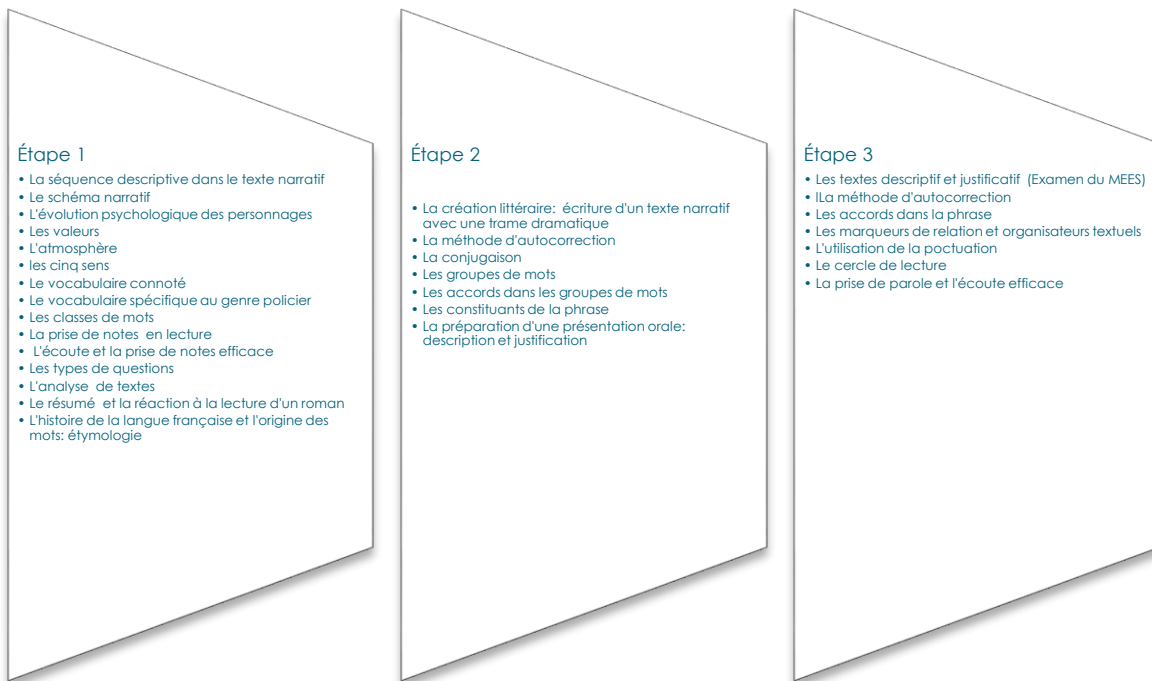 Étape 1
• La séquence descriptive dans le texte narratif
• Le schéma narratif
• L'évolution psychologique des personnages
• Les valeurs
• L'atmosphère
• les cinq sens
• Le vocabulaire connoté
• Le vocabulaire spécifique au genre policier
• Les classes de mots
• La prise de notes en lecture
• L'écoute et la prise de notes efficace
• Les types de questions
• L'analyse de textes
• Le résumé et la réaction à la lecture d'un roman
• L'histoire de la langue française et l'origine des
mots: étymologie
Étape 2
• La création littéraire: écriture d'un texte narratif
avec une trame dramatique
• La méthode d'autocorrection
• La conjugaison
• Les groupes de mots
• Les accords dans les groupes de mots
• Les constituants de la phrase
• La préparation d'une présentation orale:
description et justification
Étape 3
• Les textes descriptif et justificatif (Examen du MEES)
• lLa méthode d'autocorrection
• Les accords dans la phrase
• Les marqueurs de relation et organisateurs textuels
• L'utilisation de la poctuation
• Le cercle de lecture
• La prise de parole et l'écoute efficace